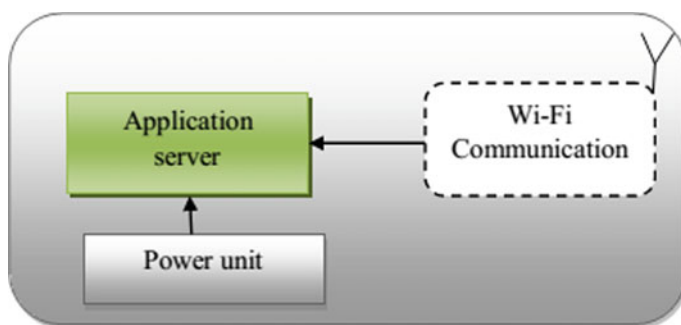 Application
server
Wi-Fi
Communication
Power unit